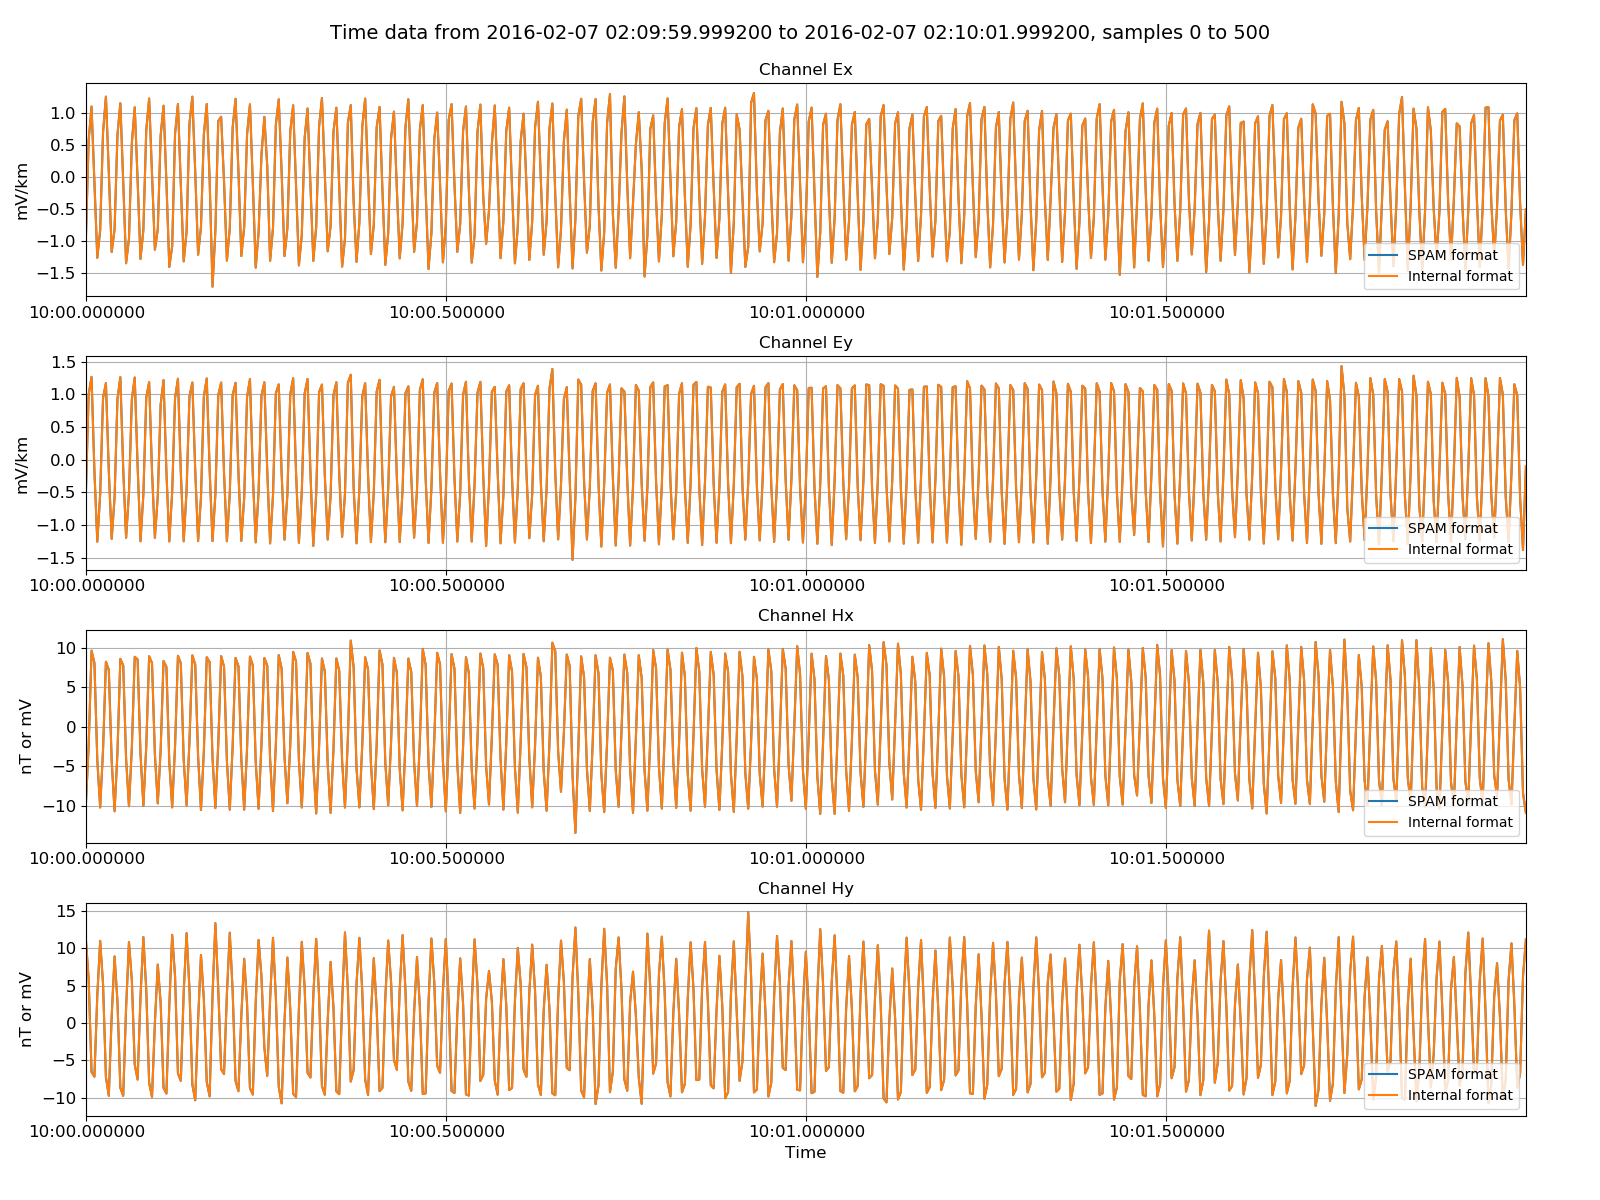 Time data from 2016-02-07 02:09:59.999200 to 2016-02-07 02:10:01.999200, samples 0 to 500
Channel Ex
mV/km
1.0
0.5
0.0
−0.5
−1.0
−1.5
SPAM format
Internal format
10:00.000000 10:00.500000 10:01.000000 10:01.500000
Channel Ey
mV/km
1.5
1.0
0.5
0.0
−0.5
−1.0
−1.5
SPAM format
Internal format
10:00.000000 10:00.500000 10:01.000000 10:01.500000
Channel Hx
nT or mV
10
5
0
−5
−10
SPAM format
Internal format
10:00.000000 10:00.500000 10:01.000000 10:01.500000
Channel Hy
nT or mV
15
10
5
0
−5
−10
SPAM format
Internal format
10:00.000000 10:00.500000 10:01.000000 10:01.500000
Time